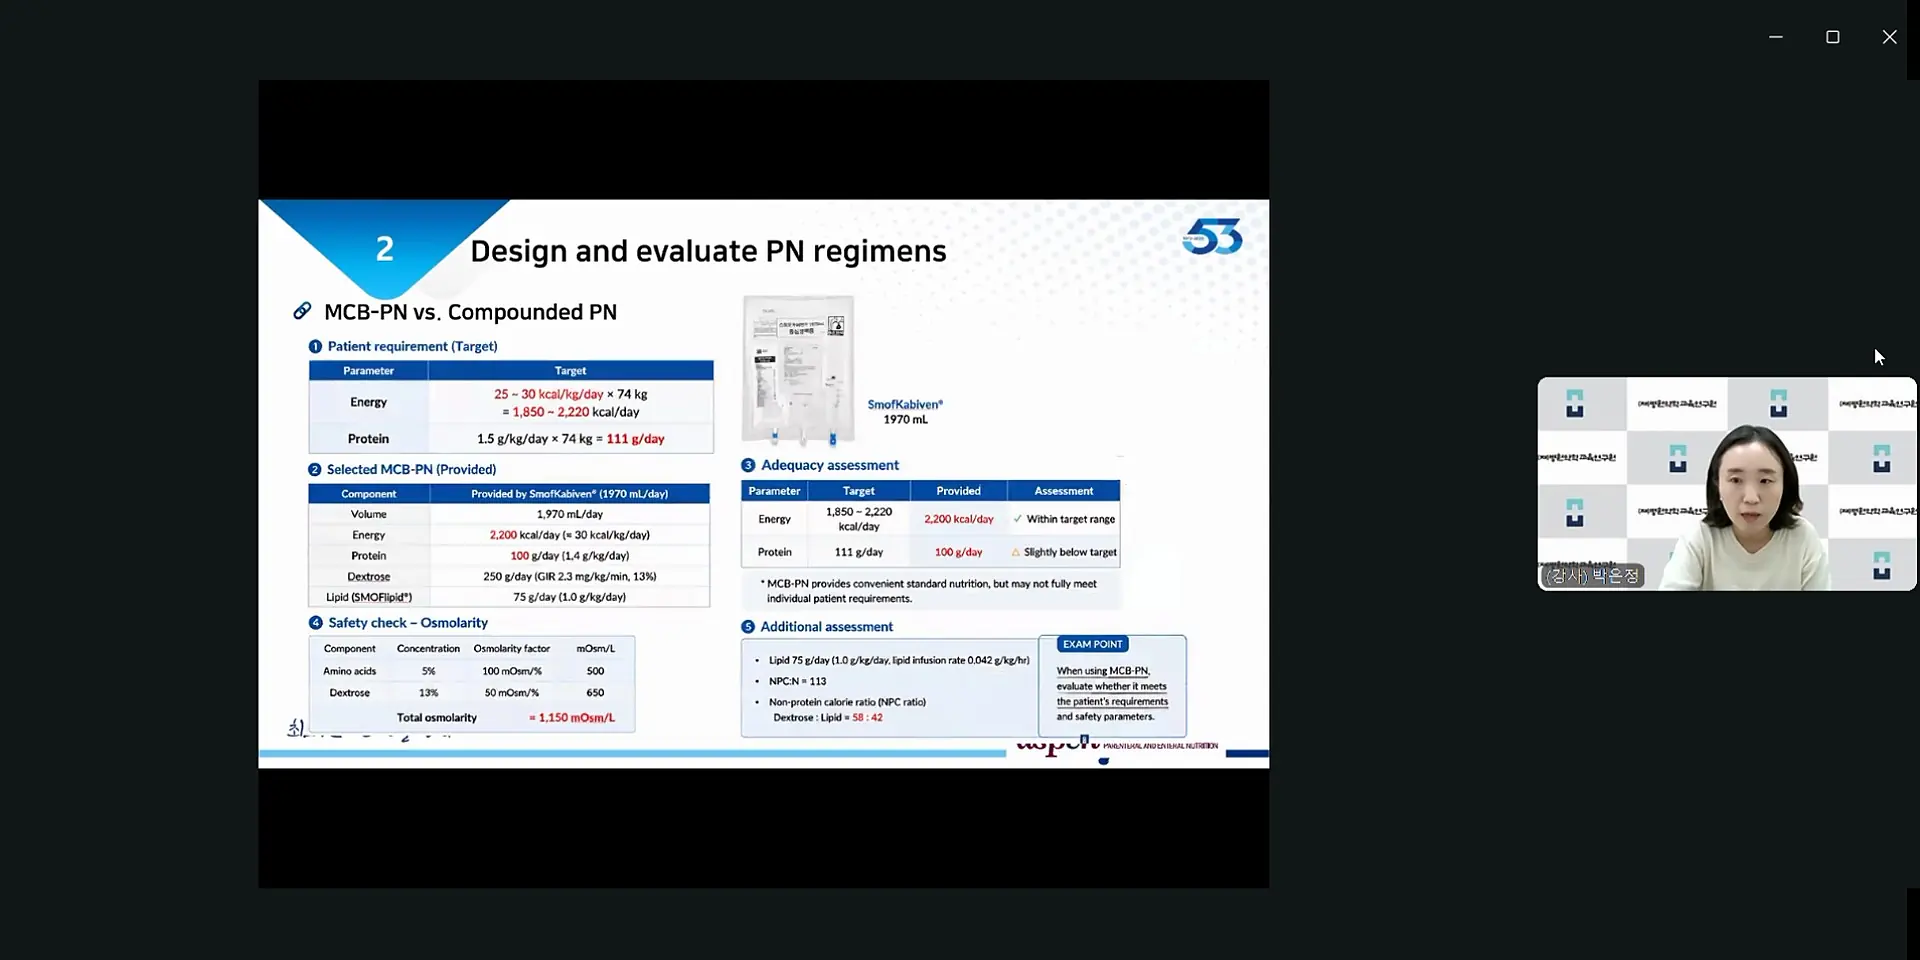 2
Design and evaluate PN regimens
53
MCB-PN vs. Compounded PN
1 Patient requirement (Target)
Parameter Target
Energy 25 ~ 30 kcal/kg/day × 74 kg
= 1,850 ~ 2,220 kcal/day
Protein 1.5 g/kg/day × 74 kg = 111 g/day
2 Selected MCB-PN (Provided)
Component Provided by SmofKabiven® (1970 mL/day)
Volume 1,970 mL/day
Energy 2,200 kcal/day (≈ 30 kcal/kg/day)
Protein 100 g/day (1.4 g/kg/day)
Dextrose 250 g/day (GIR 2.3 mg/kg/min, 13%)
Lipid (SMOFlipid®) 75 g/day (1.0 g/kg/day)
4 Safety check – Osmolarity
Component Concentration Osmolarity factor mOsm/L
Amino acids 5% 100 mOsm/% 500
Dextrose 13% 50 mOsm/% 650
Total osmolarity = 1,150 mOsm/L
SmofKabiven®
1970 mL
3 Adequacy assessment
Parameter Target Provided Assessment
Energy 1,850 ~ 2,220 kcal/day 2,200 kcal/day ✓ Within target range
Protein 111 g/day 100 g/day ⚠ Slightly below target
* MCB-PN provides convenient standard nutrition, but may not fully meet
individual patient requirements.
5 Additional assessment
• Lipid 75 g/day (1.0 g/kg/day, lipid infusion rate 0.042 g/kg/hr)
• NPC:N = 113
• Non-protein calorie ratio (NPC ratio)
Dextrose : Lipid = 58 : 42
EXAM POINT
When using MCB-PN,
evaluate whether it meets
the patient's requirements
and safety parameters.
aspen PARENTERAL AND ENTERAL NUTRITION
(강사) 박은정